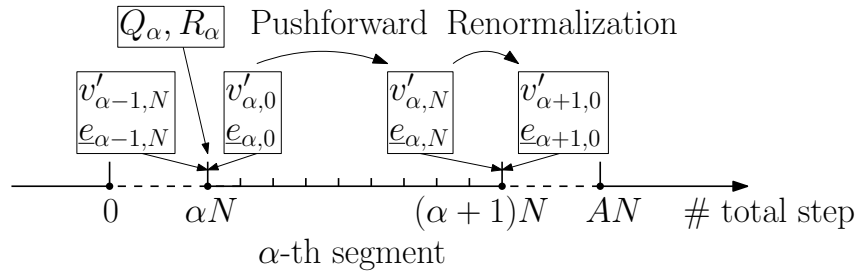 Q_α, R_α Pushforward Renormalization
v'_{α−1,N} v'_{α,0} v'_{α,N} v'_{α+1,0}
e_{α−1,N} e_{α,0} e_{α,N} e_{α+1,0}
0 αN (α + 1)N AN # total step
α-th segment